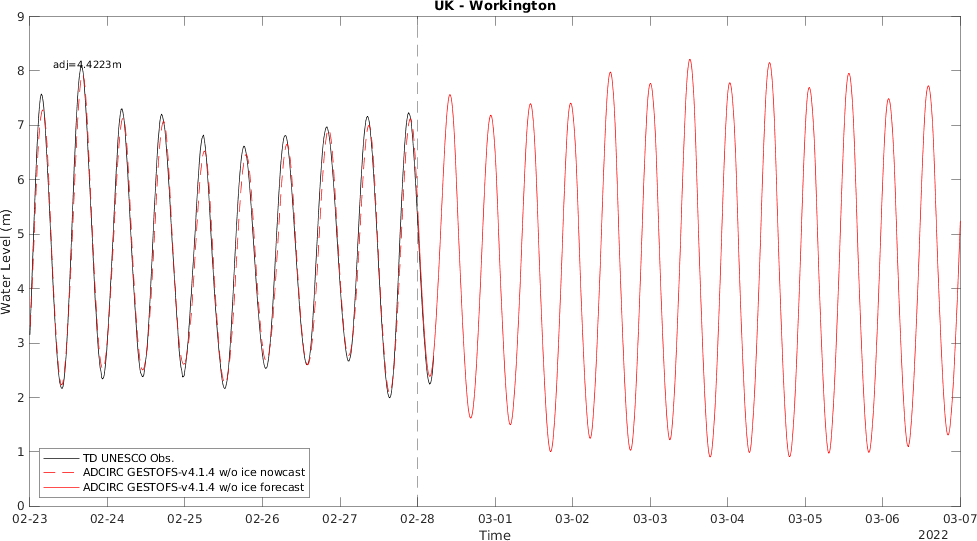 UK - Workington
adj=4.4223m
Water Level (m)
9
8
7
6
5
4
3
2
1
0
TD UNESCO Obs.
ADCIRC GESTOFS-v4.1.4 w/o ice nowcast
ADCIRC GESTOFS-v4.1.4 w/o ice forecast
02-23 02-24 02-25 02-26 02-27 02-28 03-01 03-02 03-03 03-04 03-05 03-06 03-07
Time
2022